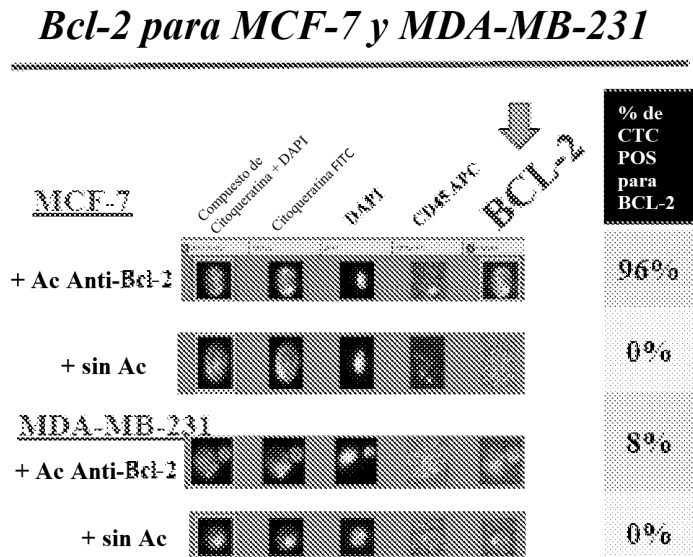 Bcl-2 para MCF-7 y MDA-MB-231
Compuesto de
Citoqueratina + DAPI
Citoqueratina FITC
DAPI
CD45 APC
BCL-2
% de
CTC
POS
para
BCL-2
MCF-7
+ Ac Anti-Bcl-2
96%
+ sin Ac
0%
MDA-MB-231
+ Ac Anti-Bcl-2
8%
+ sin Ac
0%